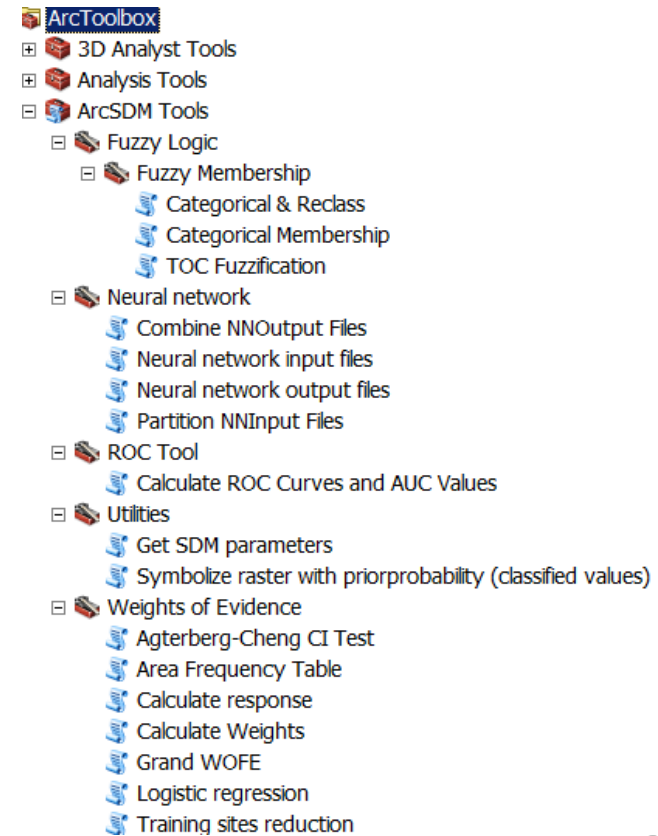 ArcToolbox
3D Analyst Tools
Analysis Tools
ArcSDM Tools
Fuzzy Logic
Fuzzy Membership
Categorical & Reclass
Categorical Membership
TOC Fuzzification
Neural network
Combine NNOutput Files
Neural network input files
Neural network output files
Partition NNInput Files
ROC Tool
Calculate ROC Curves and AUC Values
Utilities
Get SDM parameters
Symbolize raster with priorprobability (classified values)
Weights of Evidence
Agterberg-Cheng CI Test
Area Frequency Table
Calculate response
Calculate Weights
Grand WOFE
Logistic regression
Training sites reduction